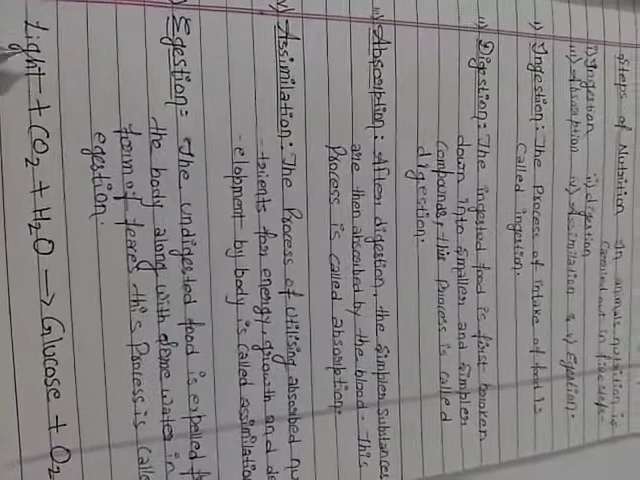 Steps of Nutrition in animals nutrition is
carried out in five steps-
i) Ingestion ii) digestion
iii) Absorption iv) Assimilation & v) Egestion.
i) Ingestion: The Process of intake of food is
called ingestion.
ii) Digestion: The ingested food is first broken
down into smaller and simpler
compounds, this Process is called
digestion.
iii) Absorption: After digestion, the simpler substances
are then absorbed by the blood. This
Process is called absorption.
Assimilation: The Process of utilising absorbed nu
-trients for energy, growth and de
-elopment by body is called assimilation
Egestion: The undigested food is expelled
the body along with some water in
form of feaces this Process is calle
egestion.
Light + CO2 + H2O → Glucose + O2